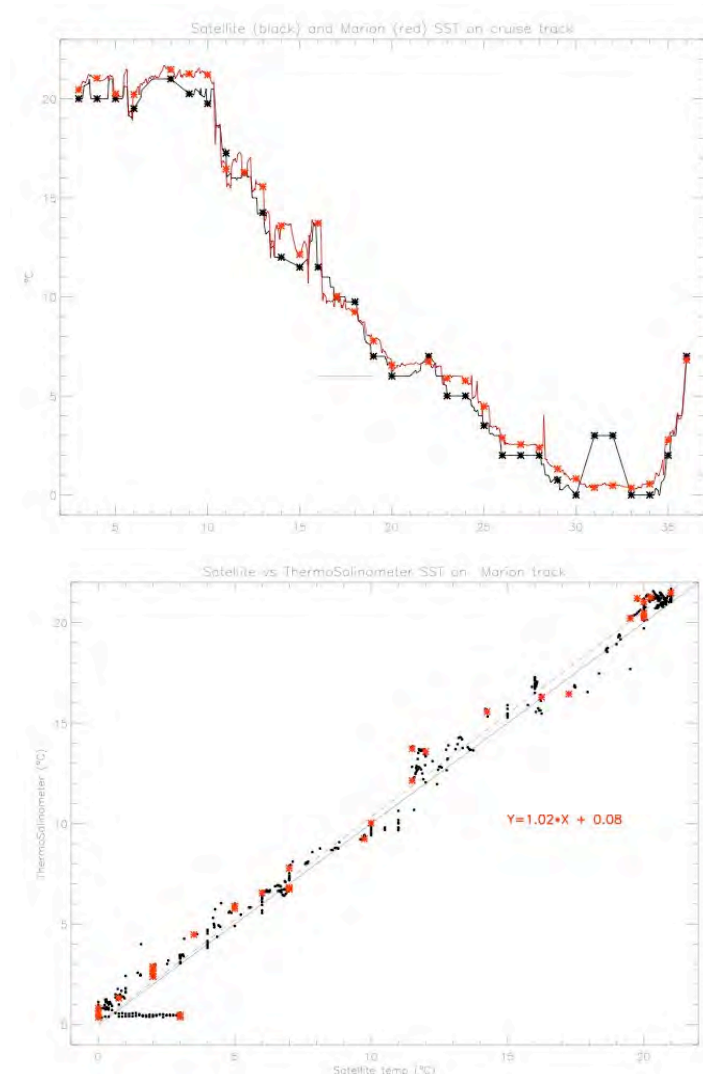 Satellite (black) and Marion (red) SST on cruise track
20
15
10
5
0
°C
5 10 15 20 25 30 35
Satellite vs ThermoSalinometer SST on Marion track
20
15
10
5
5
ThermoSalinometer (°C)
Y=1.02*X + 0.08
0 5 10 15 20
Satellite temp (°C)